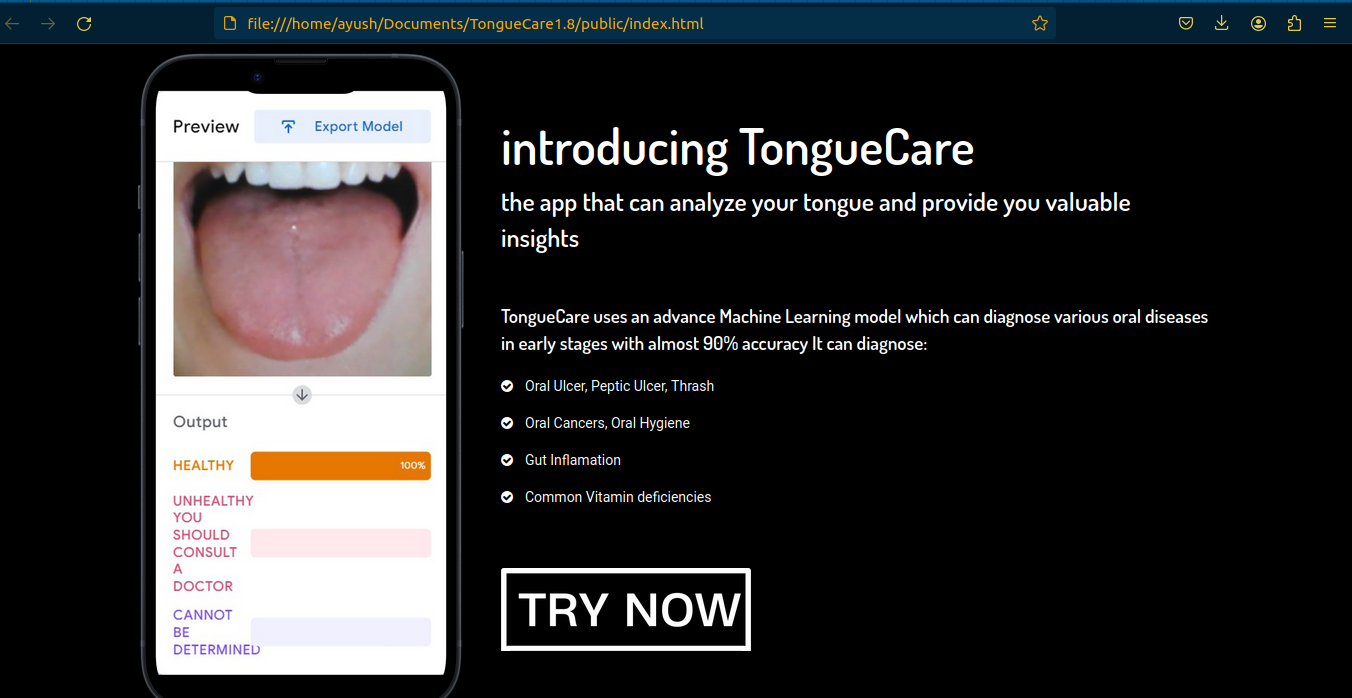 file:///home/ayush/Documents/TongueCare1.8/public/index.html
Preview
Export Model
Output
HEALTHY
100%
UNHEALTHY
YOU
SHOULD
CONSULT
A
DOCTOR
CANNOT
BE
DETERMINED
introducing TongueCare
the app that can analyze your tongue and provide you valuable
insights
TongueCare uses an advance Machine Learning model which can diagnose various oral diseases
in early stages with almost 90% accuracy It can diagnose:
Oral Ulcer, Peptic Ulcer, Thrash
Oral Cancers, Oral Hygiene
Gut Inflamation
Common Vitamin deficiencies
TRY NOW